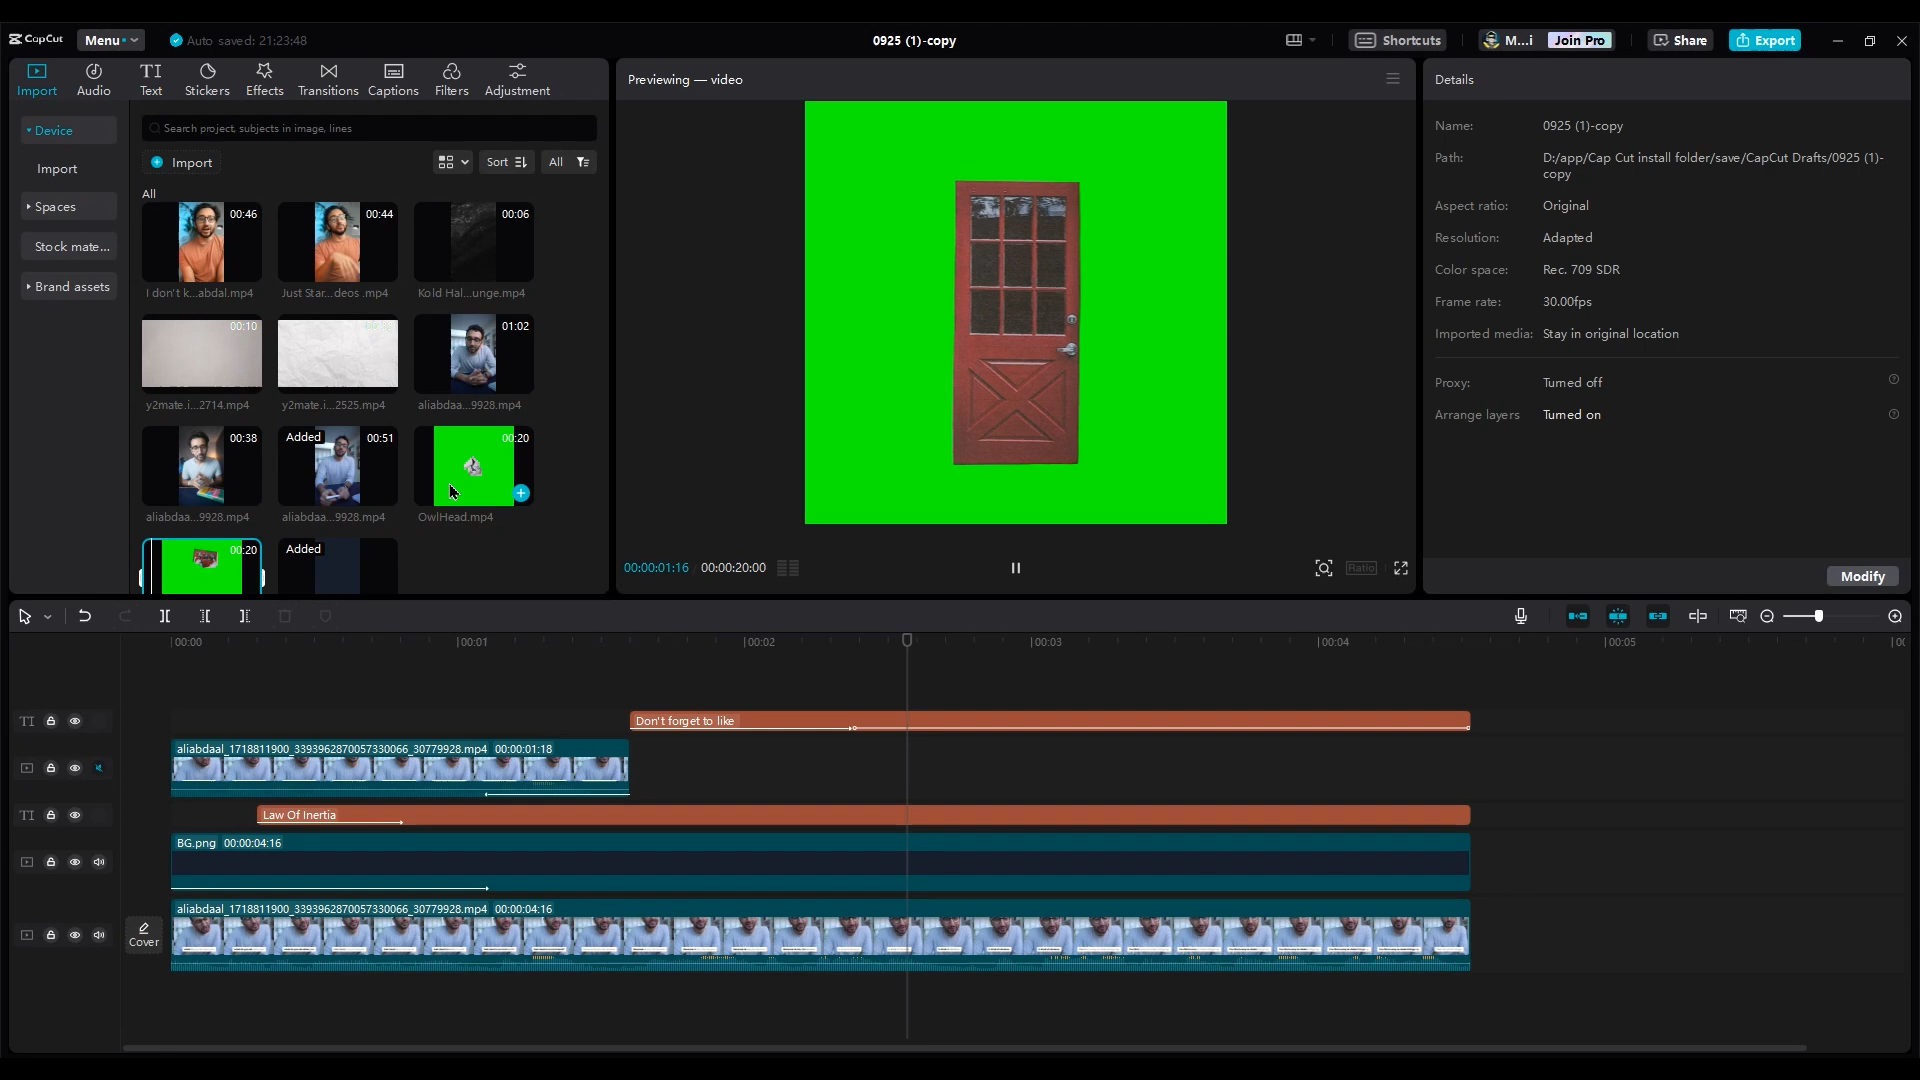 CapCut
Menu
Auto saved: 21:23:48
0925 (1)-copy
Shortcuts
M...i
Join Pro
Share
Export
Import
Audio
TI
Text
Stickers
Effects
Transitions
Captions
Filters
Adjustment
Previewing — video
Details
Device
Import
Spaces
Stock mate...
Brand assets
Search project, subjects in image, lines
Import
Sort
All
All
00:46
00:44
00:06
I don't k...abdal.mp4
Just Star...deos .mp4
Kold Hal...unge.mp4
00:10
01:02
y2mate.i...2714.mp4
y2mate.i...2525.mp4
aliabdaa...9928.mp4
00:38
Added
00:51
00:20
aliabdaa...9928.mp4
aliabdaa...9928.mp4
OwlHead.mp4
00:20
Added
00:00:01:16 / 00:00:20:00
Ratio
Name: 0925 (1)-copy
Path: D:/app/Cap Cut install folder/save/CapCut Drafts/0925 (1)-
copy
Aspect ratio: Original
Resolution: Adapted
Color space: Rec. 709 SDR
Frame rate: 30.00fps
Imported media: Stay in original location
Proxy: Turned off
Arrange layers Turned on
Modify
00:00
00:01
00:02
00:03
00:04
00:05
TI
Don't forget to like
aliabdaal_1718811900_3393962870057330066_30779928.mp4 00:00:01:18
TI
Law Of Inertia
BG.png 00:00:04:16
Cover
aliabdaal_1718811900_3393962870057330066_30779928.mp4 00:00:04:16